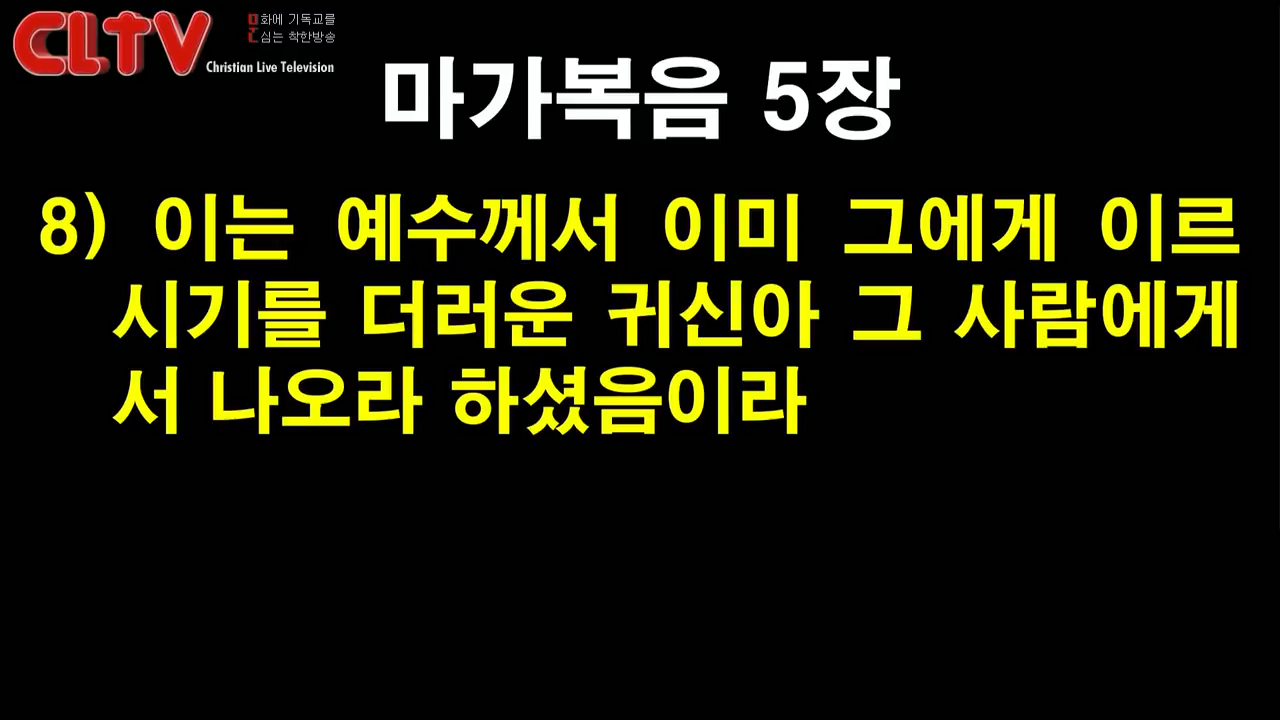 CLTV
문화에 기독교를
심는 착한방송
Christian Live Television
마가복음 5장
8) 이는 예수께서 이미 그에게 이르
시기를 더러운 귀신아 그 사람에게
서 나오라 하셨음이라